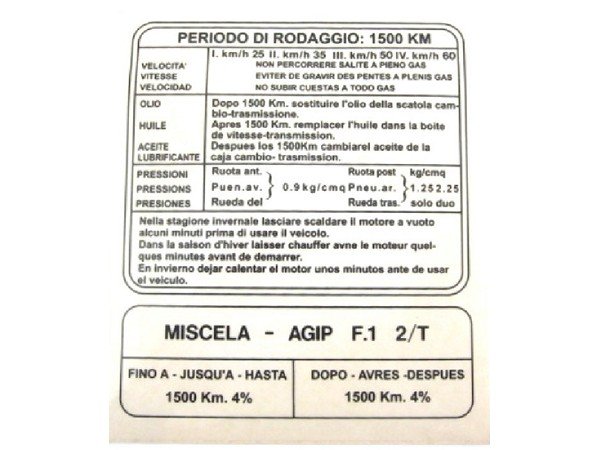 PERIODO DI RODAGGIO: 1500 KM
VELOCITA'
VITESSE
VELOCIDAD
I. km/h 25 II. km/h 35 III. km/h 50 IV. km/h 60
NON PERCORRERE SALITE A PIENO GAS
EVITER DE GRAVIR DES PENTES A PLENIS GAS
NO SUBIR CUESTAS A TODO GAS
OLIO
HUILE
ACEITE
LUBRIFICANTE
Dopo 1500 Km. sostituire l'olio della scatola cam-
bio-trasmissione.
Apres 1500 Km. remplacer l'huile dans la boite
de vitesse-transmission.
Despues los 1500Km cambiarel aceite de la
caja cambio- trasmission.
PRESSIONI Ruota ant. Ruota post kg/cmq
PRESSIONS Puen.av. 0.9kg/cmq Pneu.ar. 1.25 2.25
PRESIONES Rueda del Rueda tras. solo duo
Nella stagione invernale lasciare scaldare il motore a vuoto
alcuni minuti prima di usare il veicolo.
Dans la saison d'hiver laisser chauffer avne le moteur quel-
ques minutes avant de demarrer.
En invierno dejar calentar el motor unos minutos ante de usar
el veiculo.
MISCELA - AGIP F.1 2/T
FINO A - JUSQU'A - HASTA
1500 Km. 4%
DOPO - AVRES -DESPUES
1500 Km. 4%